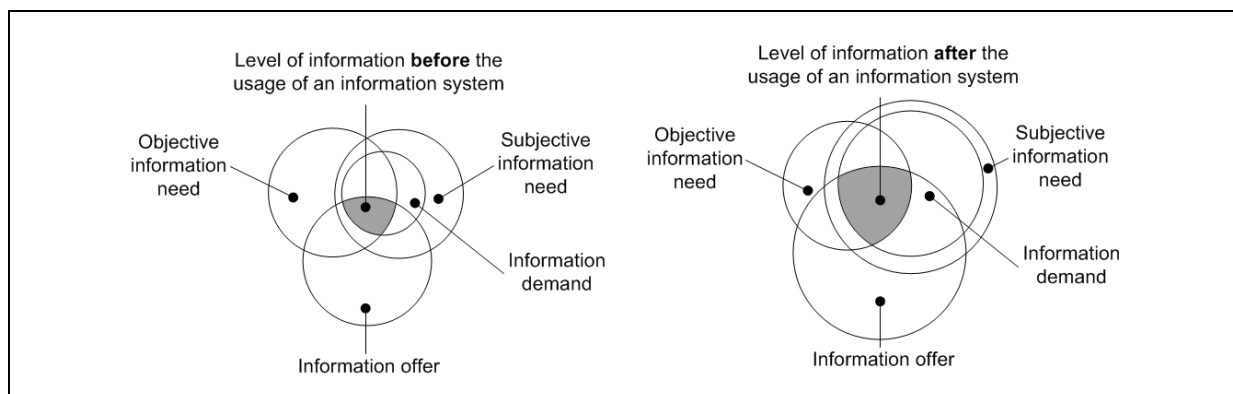 Level of information before the
usage of an information system
Objective
information
need
Subjective
information
need
Information
demand
Information offer
Level of information after the
usage of an information system
Objective
information
need
Subjective
information
need
Information
demand
Information offer